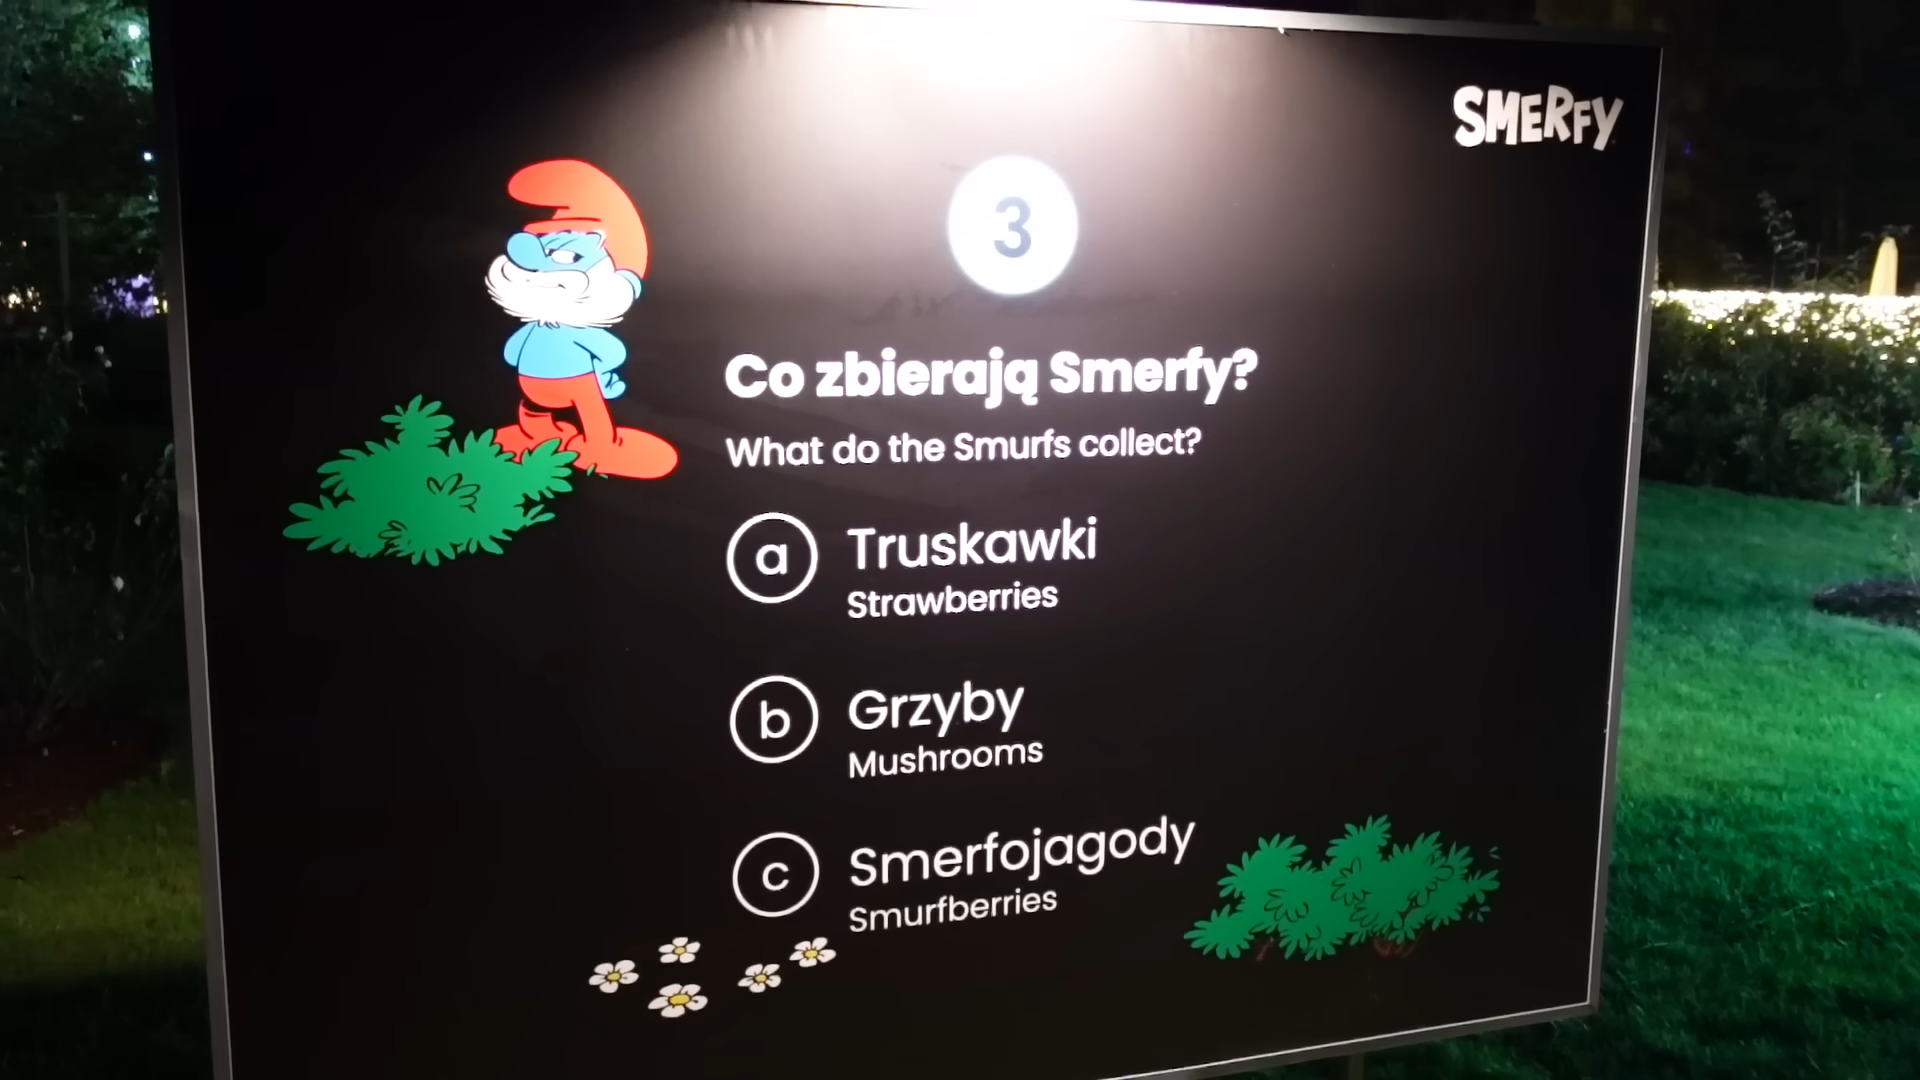 SMERFY
3
Co zbierają Smerfy?
What do the Smurfs collect?
a Truskawki
Strawberries
b Grzyby
Mushrooms
c Smerfojagody
Smurfberries